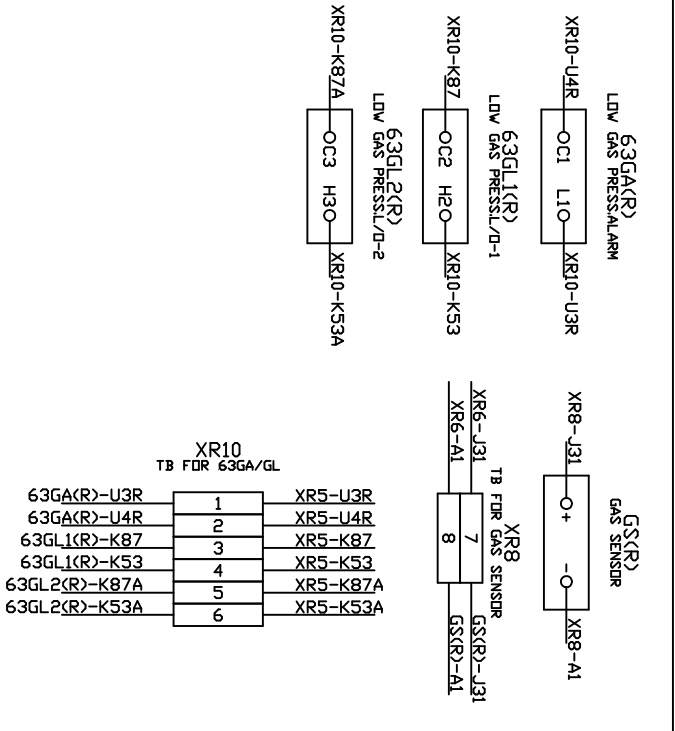 63GA(R)
LOW GAS PRESS.ALARM
XR10-U4R
C1 L1
XR10-U3R
63GL1(R)
LOW GAS PRESS.L/O-1
XR10-K87
C2 H2
XR10-K53
63GL2(R)
LOW GAS PRESS.L/O-2
XR10-K87A
C3 H3
XR10-K53A
GS(R)
GAS SENSOR
XR8-J31
+ -
XR8-A1
XR8
TB FOR GAS SENSOR
XR6-J31 7 GS(R)-J31
XR6-A1 8 GS(R)-A1
XR10
TB FOR 63GA/GL
63GA(R)-U3R 1 XR5-U3R
63GA(R)-U4R 2 XR5-U4R
63GL1(R)-K87 3 XR5-K87
63GL1(R)-K53 4 XR5-K53
63GL2(R)-K87A 5 XR5-K87A
63GL2(R)-K53A 6 XR5-K53A